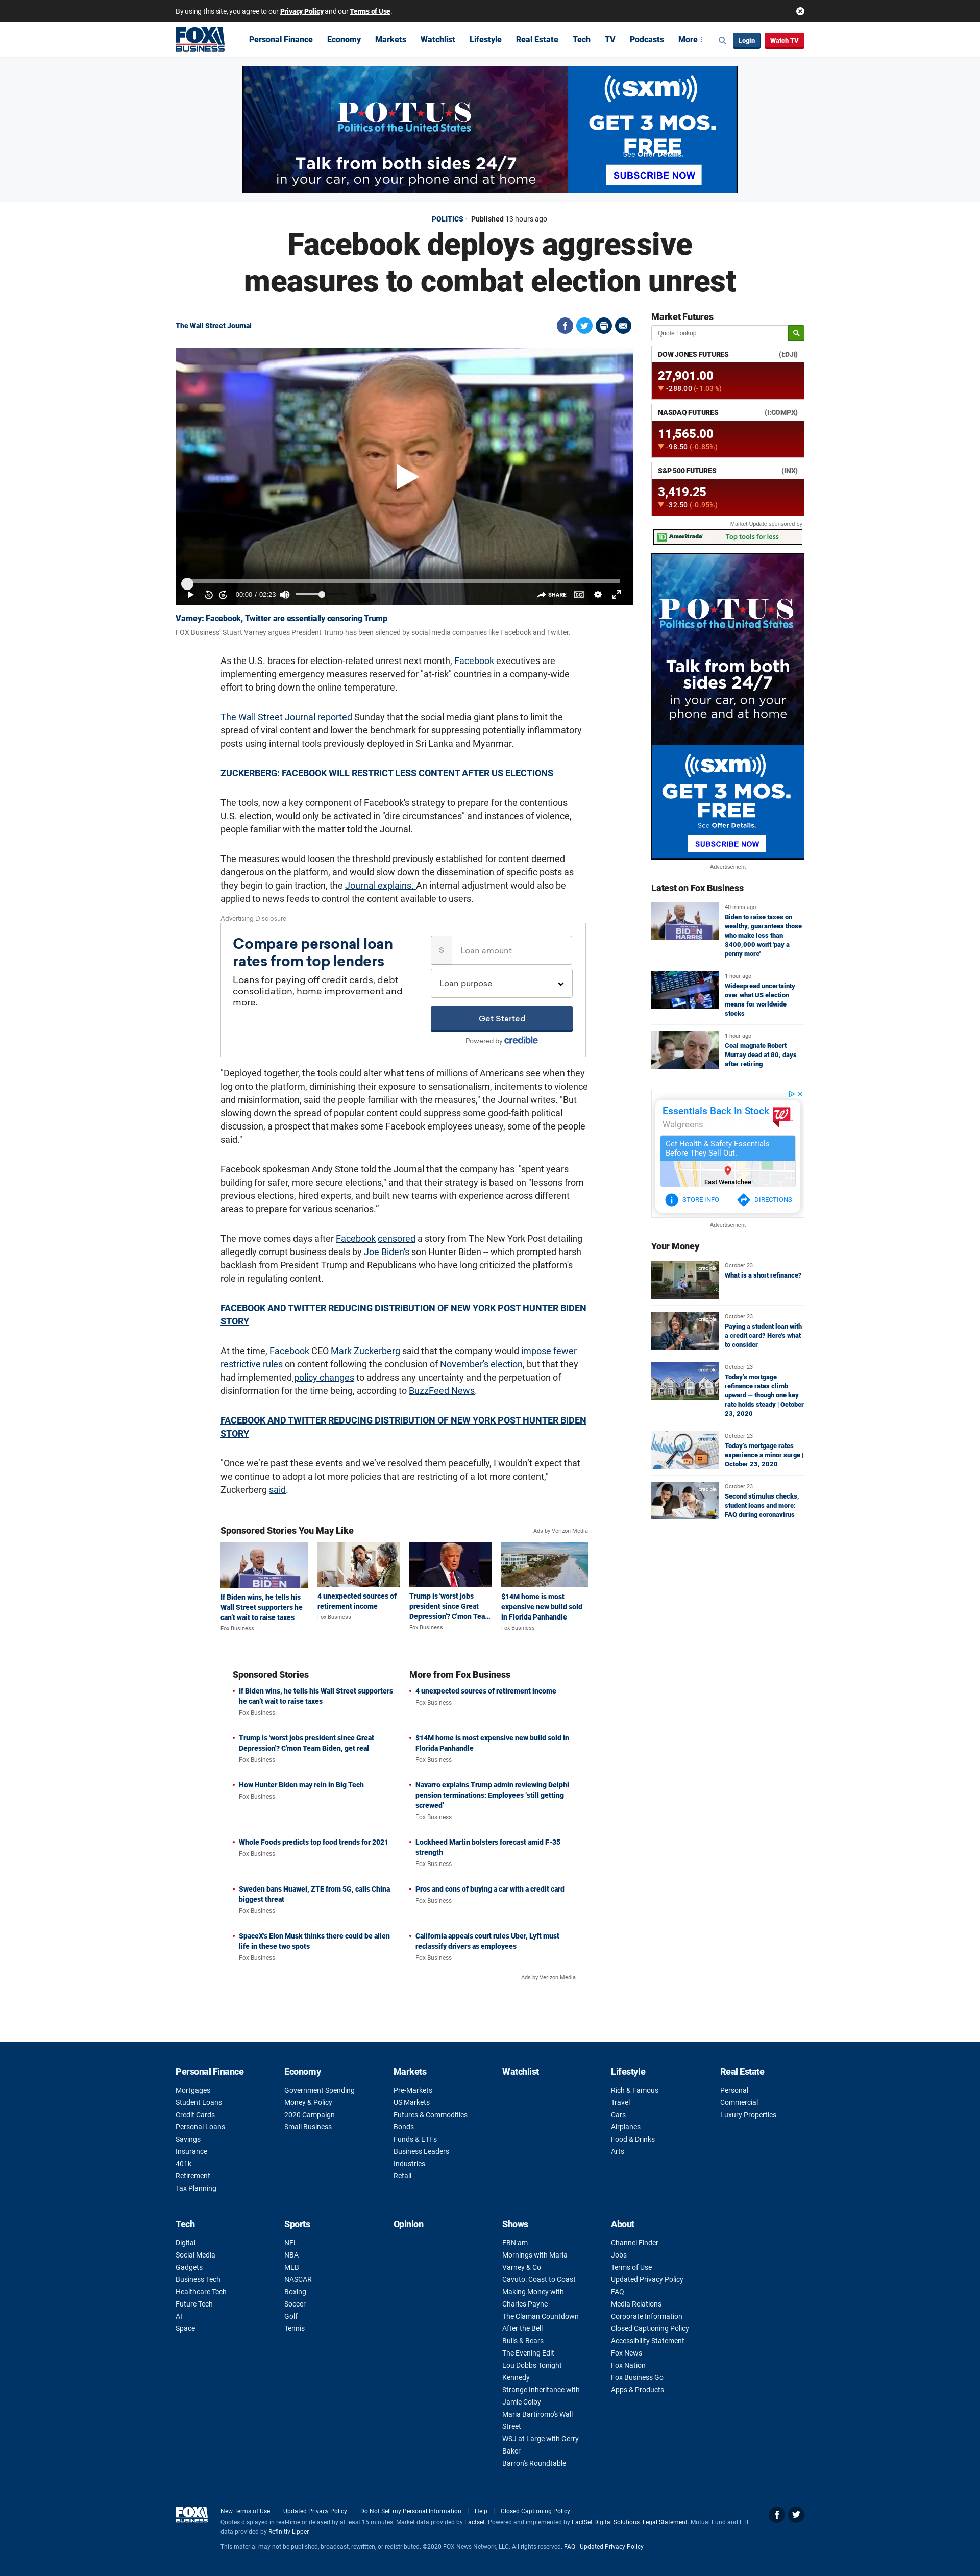 By using this site, you agree to our Privacy Policy and our Terms of Use.
FOX BUSINESS
Personal Finance Economy Markets Watchlist Lifestyle Real Estate Tech TV Podcasts More Login Watch TV
POTUS
Politics of the United States
Talk from both sides 24/7
in your car, on your phone and at home
((sxm))
GET 3 MOS.
FREE
See Offer Details.
SUBSCRIBE NOW
POLITICS · Published 13 hours ago
Facebook deploys aggressive
measures to combat election unrest
The Wall Street Journal
00:00 / 02:23
SHARE
CC
Varney: Facebook, Twitter are essentially censoring Trump
FOX Business' Stuart Varney argues President Trump has been silenced by social media companies like Facebook and Twitter.
As the U.S. braces for election-related unrest next month, Facebook executives are
implementing emergency measures reserved for "at-risk" countries in a company-wide
effort to bring down the online temperature.
The Wall Street Journal reported Sunday that the social media giant plans to limit the
spread of viral content and lower the benchmark for suppressing potentially inflammatory
posts using internal tools previously deployed in Sri Lanka and Myanmar.
ZUCKERBERG: FACEBOOK WILL RESTRICT LESS CONTENT AFTER US ELECTIONS
The tools, now a key component of Facebook's strategy to prepare for the contentious
U.S. election, would only be activated in "dire circumstances" and instances of violence,
people familiar with the matter told the Journal.
The measures would loosen the threshold previously established for content deemed
dangerous on the platform, and would slow down the dissemination of specific posts as
they begin to gain traction, the Journal explains. An internal adjustment would also be
applied to news feeds to control the content available to users.
Advertising Disclosure
Compare personal loan
rates from top lenders
Loans for paying off credit cards, debt
consolidation, home improvement and
more.
$ Loan amount
Loan purpose
Get Started
Powered by credible
"Deployed together, the tools could alter what tens of millions of Americans see when they
log onto the platform, diminishing their exposure to sensationalism, incitements to violence
and misinformation, said the people familiar with the measures," the Journal writes. "But
slowing down the spread of popular content could suppress some good-faith political
discussion, a prospect that makes some Facebook employees uneasy, some of the people
said."
Facebook spokesman Andy Stone told the Journal that the company has "spent years
building for safer, more secure elections," and that their strategy is based on "lessons from
previous elections, hired experts, and built new teams with experience across different
areas to prepare for various scenarios."
The move comes days after Facebook censored a story from The New York Post detailing
allegedly corrupt business deals by Joe Biden's son Hunter Biden -- which prompted harsh
backlash from President Trump and Republicans who have long criticized the platform's
role in regulating content.
FACEBOOK AND TWITTER REDUCING DISTRIBUTION OF NEW YORK POST HUNTER BIDEN
STORY
At the time, Facebook CEO Mark Zuckerberg said that the company would impose fewer
restrictive rules on content following the conclusion of November's election, but that they
had implemented policy changes to address any uncertainty and the perpetuation of
disinformation for the time being, according to BuzzFeed News.
FACEBOOK AND TWITTER REDUCING DISTRIBUTION OF NEW YORK POST HUNTER BIDEN
STORY
"Once we're past these events and we've resolved them peacefully, I wouldn't expect that
we continue to adopt a lot more policies that are restricting of a lot more content,"
Zuckerberg said.
Sponsored Stories You May Like
Ads by Verizon Media
If Biden wins, he tells his
Wall Street supporters he
can't wait to raise taxes
Fox Business
4 unexpected sources of
retirement income
Fox Business
Trump is 'worst jobs
president since Great
Depression'? C'mon Tea...
Fox Business
$14M home is most
expensive new build sold
in Florida Panhandle
Fox Business
Sponsored Stories
If Biden wins, he tells his Wall Street supporters
he can't wait to raise taxes
Fox Business
Trump is 'worst jobs president since Great
Depression'? C'mon Team Biden, get real
Fox Business
How Hunter Biden may rein in Big Tech
Fox Business
Whole Foods predicts top food trends for 2021
Fox Business
Sweden bans Huawei, ZTE from 5G, calls China
biggest threat
Fox Business
SpaceX's Elon Musk thinks there could be alien
life in these two spots
Fox Business
More from Fox Business
4 unexpected sources of retirement income
Fox Business
$14M home is most expensive new build sold in
Florida Panhandle
Fox Business
Navarro explains Trump admin reviewing Delphi
pension terminations: Employees 'still getting
screwed'
Fox Business
Lockheed Martin bolsters forecast amid F-35
strength
Fox Business
Pros and cons of buying a car with a credit card
Fox Business
California appeals court rules Uber, Lyft must
reclassify drivers as employees
Fox Business
Ads by Verizon Media
Market Futures
Quote Lookup
DOW JONES FUTURES (I:DJI)
27,901.00
-288.00 (-1.03%)
NASDAQ FUTURES (I:COMPX)
11,565.00
-98.50 (-0.85%)
S&P 500 FUTURES (INX)
3,419.25
-32.50 (-0.95%)
Market Update sponsored by
TD Ameritrade Top tools for less
POTUS
Politics of the United States
Talk from both
sides 24/7
in your car, on your
phone and at home
((sxm))
GET 3 MOS.
FREE
See Offer Details.
SUBSCRIBE NOW
Advertisement
Latest on Fox Business
BIDEN
HARRIS
40 mins ago
Biden to raise taxes on
wealthy, guarantees those
who make less than
$400,000 won't 'pay a
penny more'
1 hour ago
Widespread uncertainty
over what US election
means for worldwide
stocks
1 hour ago
Coal magnate Robert
Murray dead at 80, days
after retiring
Essentials Back In Stock
Walgreens
Get Health & Safety Essentials
Before They Sell Out.
East Wenatchee
STORE INFO DIRECTIONS
Advertisement
Your Money
October 23
What is a short refinance?
October 23
Paying a student loan with
a credit card? Here's what
to consider
October 23
Today's mortgage
refinance rates climb
upward — though one key
rate holds steady | October
23, 2020
October 23
Today's mortgage rates
experience a minor surge |
October 23, 2020
October 23
Second stimulus checks,
student loans and more:
FAQ during coronavirus
Personal Finance
Mortgages
Student Loans
Credit Cards
Personal Loans
Savings
Insurance
401k
Retirement
Tax Planning
Economy
Government Spending
Money & Policy
2020 Campaign
Small Business
Markets
Pre-Markets
US Markets
Futures & Commodities
Bonds
Funds & ETFs
Business Leaders
Industries
Retail
Watchlist
Lifestyle
Rich & Famous
Travel
Cars
Airplanes
Food & Drinks
Arts
Real Estate
Personal
Commercial
Luxury Properties
Tech
Digital
Social Media
Gadgets
Business Tech
Healthcare Tech
Future Tech
AI
Space
Sports
NFL
NBA
MLB
NASCAR
Boxing
Soccer
Golf
Tennis
Opinion
Shows
FBN:am
Mornings with Maria
Varney & Co
Cavuto: Coast to Coast
Making Money with
Charles Payne
The Claman Countdown
After the Bell
Bulls & Bears
The Evening Edit
Lou Dobbs Tonight
Kennedy
Strange Inheritance with
Jamie Colby
Maria Bartiromo's Wall
Street
WSJ at Large with Gerry
Baker
Barron's Roundtable
About
Channel Finder
Jobs
Terms of Use
Updated Privacy Policy
FAQ
Media Relations
Corporate Information
Closed Captioning Policy
Accessibility Statement
Fox News
Fox Nation
Fox Business Go
Apps & Products
FOX BUSINESS
New Terms of Use Updated Privacy Policy Do Not Sell my Personal Information Help Closed Captioning Policy
Quotes displayed in real-time or delayed by at least 15 minutes. Market data provided by Factset. Powered and implemented by FactSet Digital Solutions. Legal Statement. Mutual Fund and ETF
data provided by Refinitiv Lipper.
This material may not be published, broadcast, rewritten, or redistributed. ©2020 FOX News Network, LLC. All rights reserved. FAQ - Updated Privacy Policy